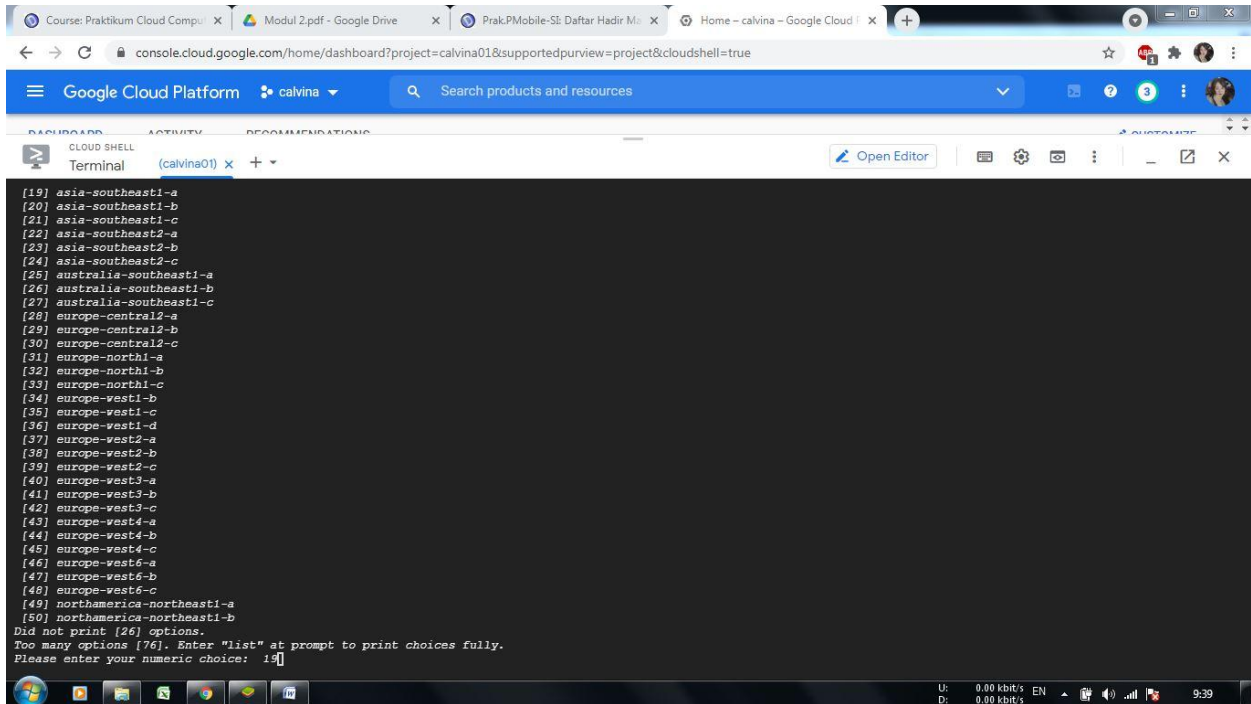 Course: Praktikum Cloud Comput
Modul 2.pdf - Google Drive
Prak.PMobile-SI: Daftar Hadir Ma
Home – calvina – Google Cloud
console.cloud.google.com/home/dashboard?project=calvina01&supportedpurview=project&cloudshell=true
ABP
1
Google Cloud Platform
calvina
Search products and resources
3
DASHBOARD
ACTIVITY
RECOMMENDATIONS
CUSTOMIZE
CLOUD SHELL
Terminal
(calvina01)
Open Editor
[19] asia-southeast1-a
[20] asia-southeast1-b
[21] asia-southeast1-c
[22] asia-southeast2-a
[23] asia-southeast2-b
[24] asia-southeast2-c
[25] australia-southeast1-a
[26] australia-southeast1-b
[27] australia-southeast1-c
[28] europe-central2-a
[29] europe-central2-b
[30] europe-central2-c
[31] europe-north1-a
[32] europe-north1-b
[33] europe-north1-c
[34] europe-west1-b
[35] europe-west1-c
[36] europe-west1-d
[37] europe-west2-a
[38] europe-west2-b
[39] europe-west2-c
[40] europe-west3-a
[41] europe-west3-b
[42] europe-west3-c
[43] europe-west4-a
[44] europe-west4-b
[45] europe-west4-c
[46] europe-west6-a
[47] europe-west6-b
[48] europe-west6-c
[49] northamerica-northeast1-a
[50] northamerica-northeast1-b
Did not print [26] options.
Too many options [76]. Enter "list" at prompt to print choices fully.
Please enter your numeric choice: 19
U: 0.00 kbit/s
D: 0.00 kbit/s
EN
9:39